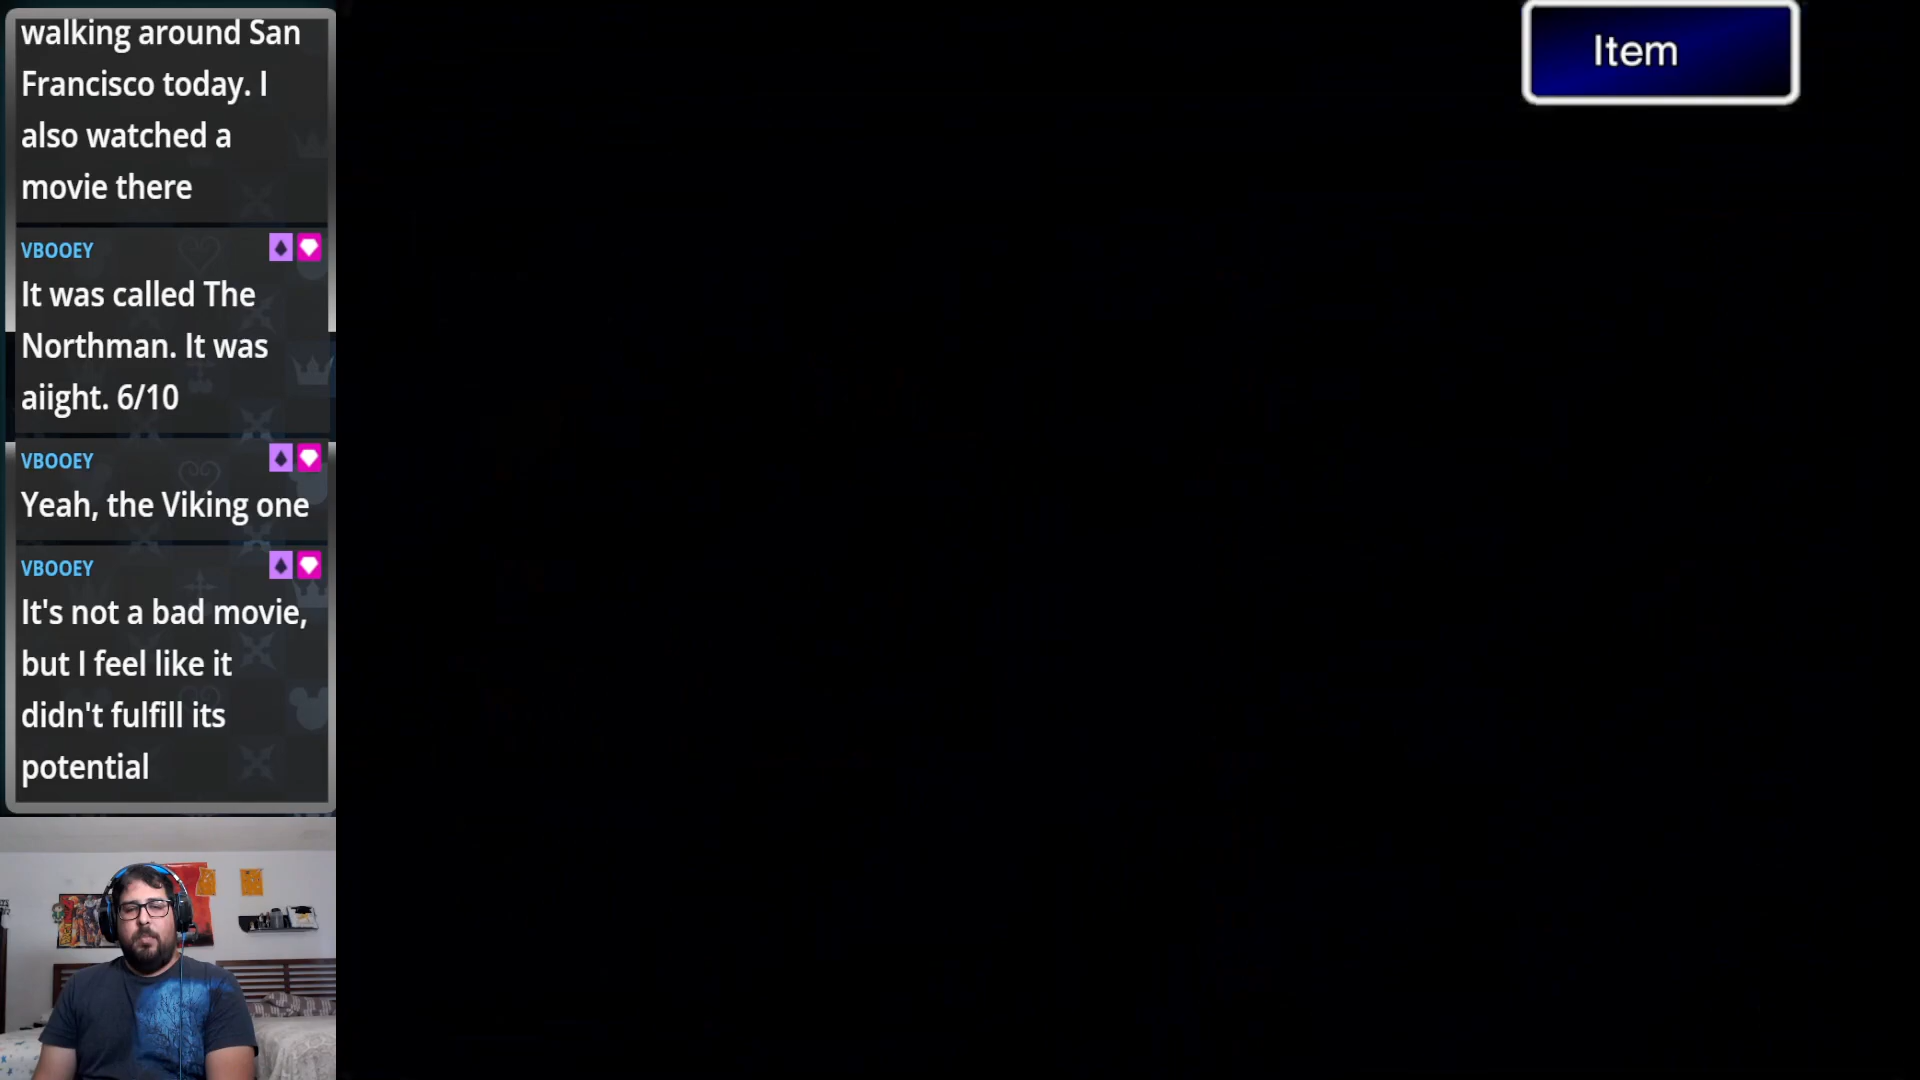 walking around San
Francisco today. I
also watched a
movie there
VBOOEY
It was called The
Northman. It was
aiight. 6/10
VBOOEY
Yeah, the Viking one
VBOOEY
It's not a bad movie,
but I feel like it
didn't fulfill its
potential
Item